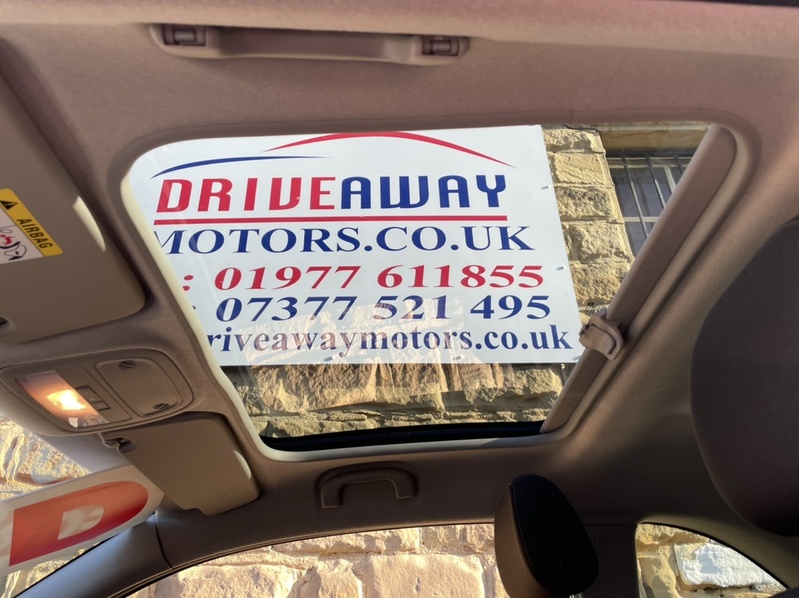 DRIVEAWAY
MOTORS.CO.UK
: 01977 611855
: 07377 521 495
riveawaymotors.co.uk
AIRBAG